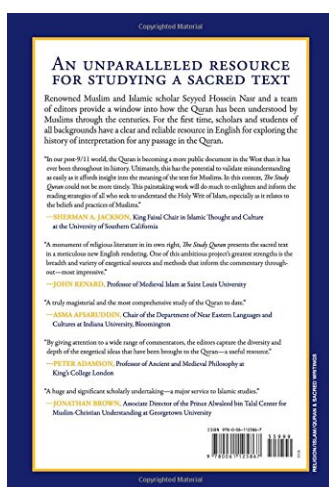 Copyrighted Material
AN UNPARALLELED RESOURCE
FOR STUDYING A SACRED TEXT
Renowned Muslim and Islamic scholar Seyyed Hossein Nasr and a team
of editors provide a window into how the Quran has been understood by
Muslims through the centuries. For the first time, scholars and students of
all backgrounds have a clear and reliable resource in English for exploring the
history of interpretation for any passage in the Quran.
"In our post-9/11 world, the Quran is becoming a more public document in the West than it has
ever been throughout its history. Ultimately, this has the potential to validate misunderstanding
as easily as it affords insight into the meaning of the text for Muslims. In this context, The Study
Quran could not be more timely. This painstaking work will do much to enlighten and inform the
reading strategies of all who seek to understand the Holy Writ of Islam, especially as it relates to
the beliefs and practices of Muslims."
—SHERMAN A. JACKSON, King Faisal Chair in Islamic Thought and Culture
at the University of Southern California
"A monument of religious literature in its own right, The Study Quran presents the sacred text
in a meticulous new English rendering. One of this ambitious project's greatest strengths is the
breadth and variety of exegetical sources and methods that inform the commentary through-
out—most impressive."
—JOHN RENARD, Professor of Medieval Islam at Saint Louis University
"A truly magisterial and the most comprehensive study of the Quran to date."
—ASMA AFSARUDDIN, Chair of the Department of Near Eastern Languages and
Cultures at Indiana University, Bloomington
"By giving attention to a wide range of commentators, the editors capture the diversity and
depth of the exegetical ideas that have been brought to the Quran—a useful resource."
—PETER ADAMSON, Professor of Ancient and Medieval Philosophy at
King's College London
"A huge and significant scholarly undertaking—a major service to Islamic studies."
—JONATHAN BROWN, Associate Director of the Prince Alwaleed bin Talal Center for
Muslim-Christian Understanding at Georgetown University
RELIGION/ISLAM/QURAN & SACRED WRITINGS
ISBN 978-0-06-112586-7
55999
9 780061 125867
Copyrighted Material